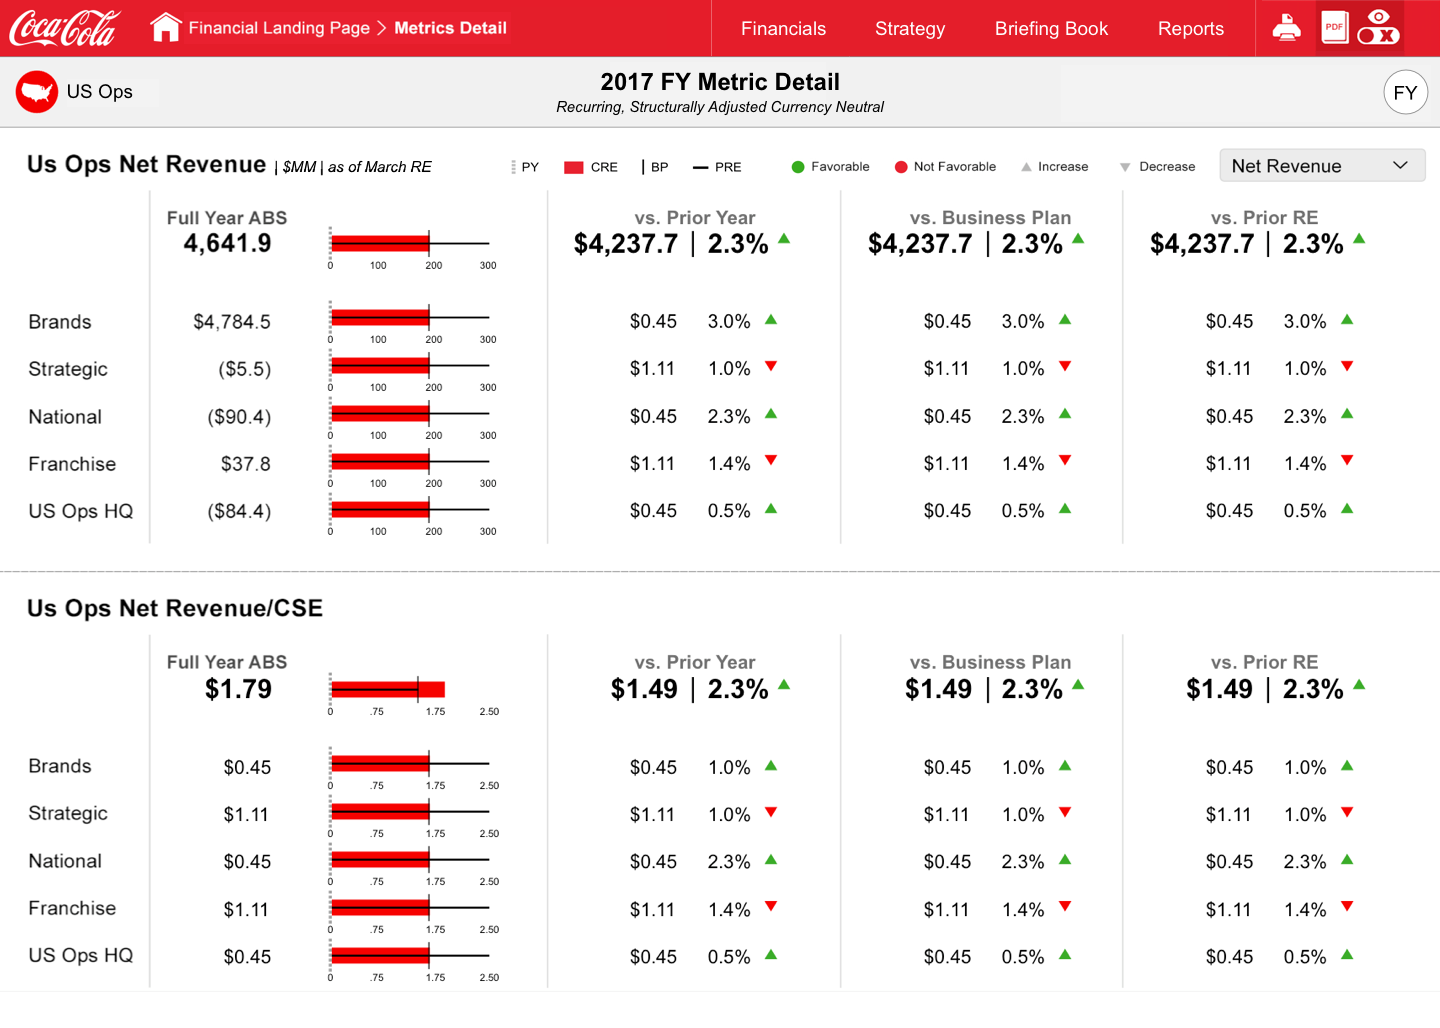 Coca-Cola
Financial Landing Page > Metrics Detail
Financials
Strategy
Briefing Book
Reports
PDF
X
US Ops
2017 FY Metric Detail
Recurring, Structurally Adjusted Currency Neutral
FY
Us Ops Net Revenue | $MM | as of March RE
PY
CRE
BP
PRE
Favorable
Not Favorable
Increase
Decrease
Net Revenue
Full Year ABS
4,641.9
0 100 200 300
vs. Prior Year
$4,237.7 | 2.3%
vs. Business Plan
$4,237.7 | 2.3%
vs. Prior RE
$4,237.7 | 2.3%
Brands $4,784.5 $0.45 3.0% $0.45 3.0% $0.45 3.0%
0 100 200 300
Strategic ($5.5) $1.11 1.0% $1.11 1.0% $1.11 1.0%
0 100 200 300
National ($90.4) $0.45 2.3% $0.45 2.3% $0.45 2.3%
0 100 200 300
Franchise $37.8 $1.11 1.4% $1.11 1.4% $1.11 1.4%
0 100 200 300
US Ops HQ ($84.4) $0.45 0.5% $0.45 0.5% $0.45 0.5%
0 100 200 300
Us Ops Net Revenue/CSE
Full Year ABS
$1.79
0 .75 1.75 2.50
vs. Prior Year
$1.49 | 2.3%
vs. Business Plan
$1.49 | 2.3%
vs. Prior RE
$1.49 | 2.3%
Brands $0.45 $0.45 1.0% $0.45 1.0% $0.45 1.0%
0 .75 1.75 2.50
Strategic $1.11 $1.11 1.0% $1.11 1.0% $1.11 1.0%
0 .75 1.75 2.50
National $0.45 $0.45 2.3% $0.45 2.3% $0.45 2.3%
0 .75 1.75 2.50
Franchise $1.11 $1.11 1.4% $1.11 1.4% $1.11 1.4%
0 .75 1.75 2.50
US Ops HQ $0.45 $0.45 0.5% $0.45 0.5% $0.45 0.5%
0 .75 1.75 2.50